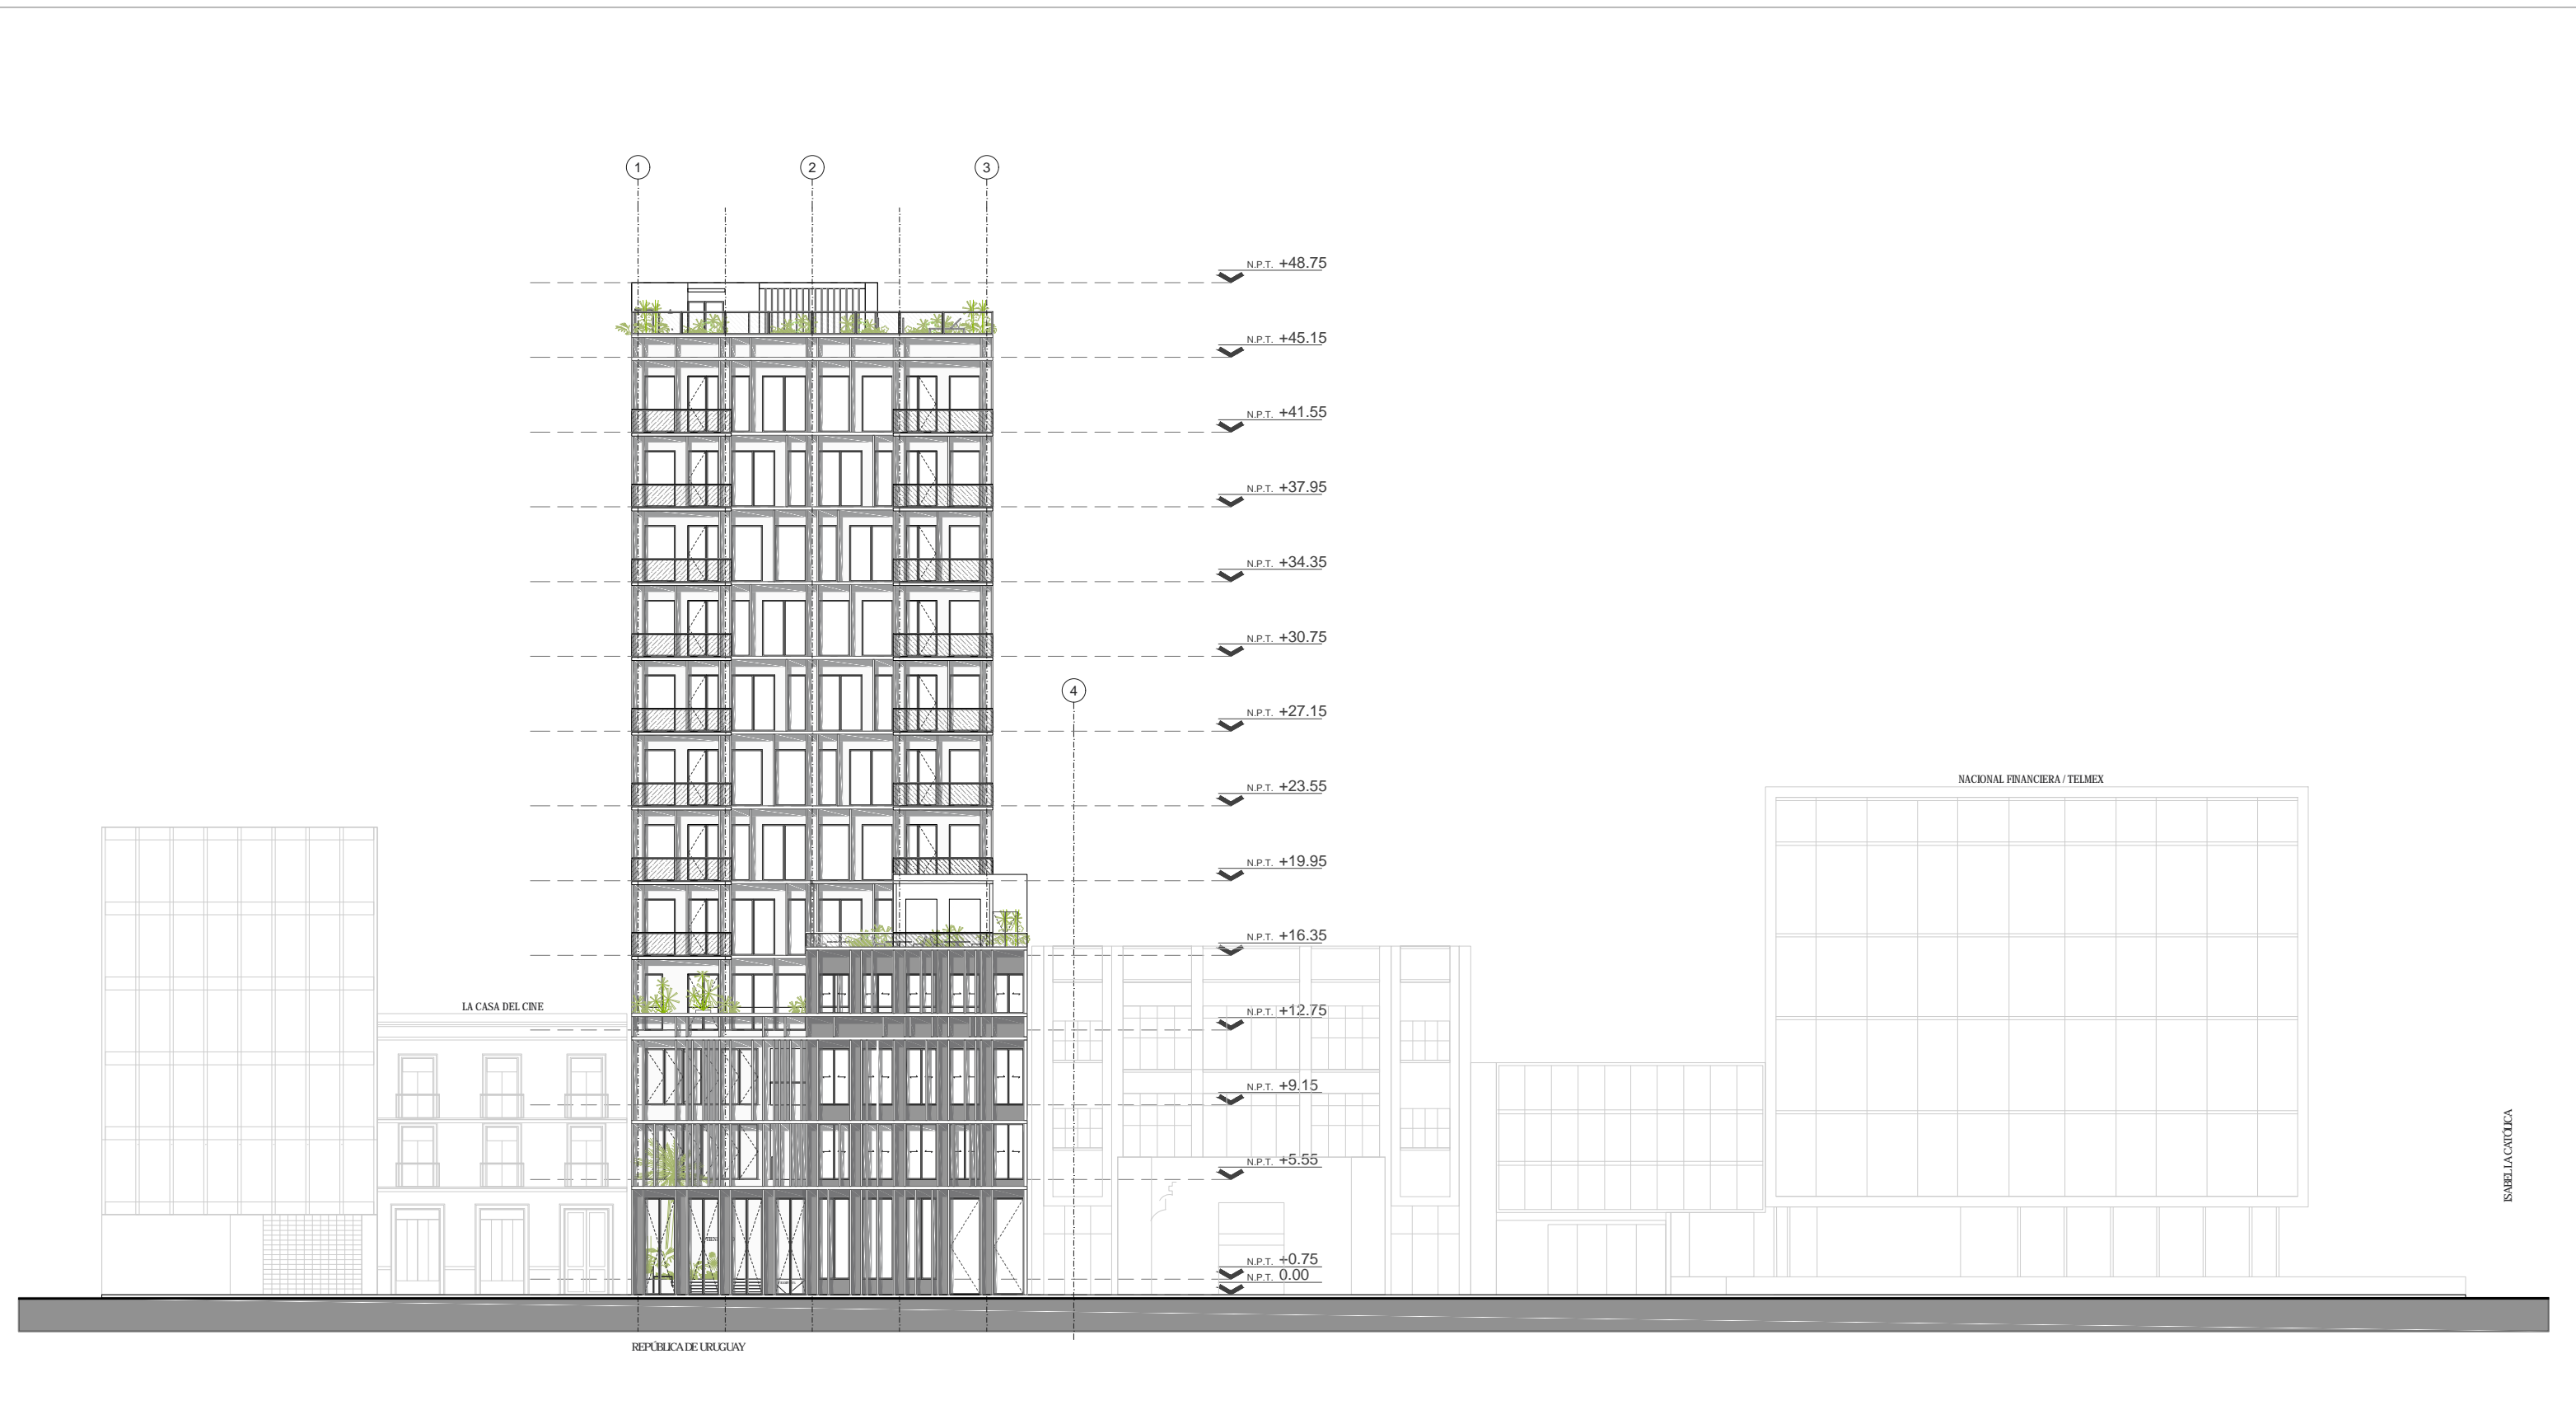 1
2
3
N.P.T. +48.75
N.P.T. +45.15
N.P.T. +41.55
N.P.T. +37.95
N.P.T. +34.35
N.P.T. +30.75
4
N.P.T. +27.15
NACIONAL FINANCIERA / TELMEX
N.P.T. +23.55
N.P.T. +19.95
N.P.T. +16.35
LA CASA DEL CINE
N.P.T. +12.75
N.P.T. +9.15
ISABEL LA CATÓLICA
N.P.T. +5.55
N.P.T. +0.75
N.P.T. 0.00
REPÚBLICA DE URUGUAY